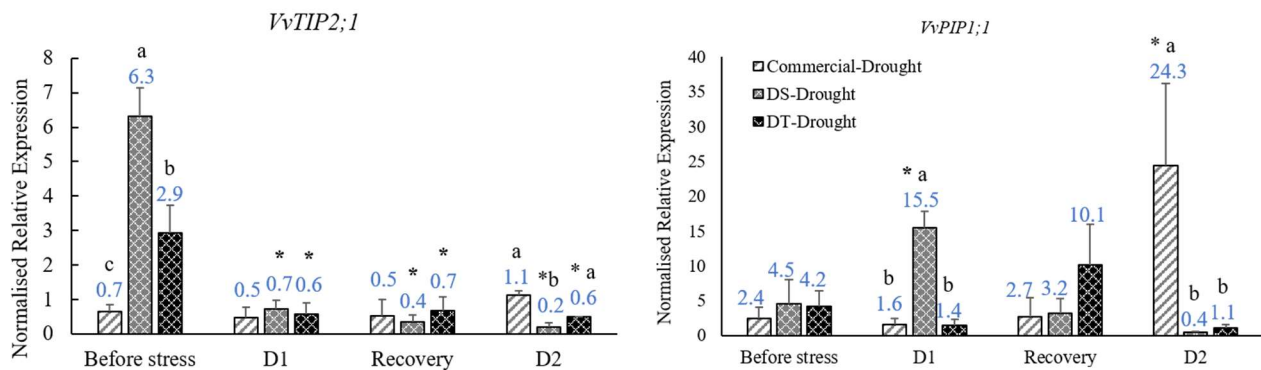 VvTIP2;1
Normalised Relative Expression
8
7
6
5
4
3
2
1
0
c
0.7
a
6.3
b
2.9
0.5
*
0.7
*
0.6
0.5
*
0.4
*
0.7
a
1.1
*b
0.2
* a
0.6
Before stress
D1
Recovery
D2
VvPIP1;1
Normalised Relative Expression
40
35
30
25
20
15
10
5
0
Commercial-Drought
DS-Drought
DT-Drought
2.4
4.5
4.2
b
1.6
* a
15.5
b
1.4
2.7
3.2
10.1
* a
24.3
b
0.4
b
1.1
Before stress
D1
Recovery
D2